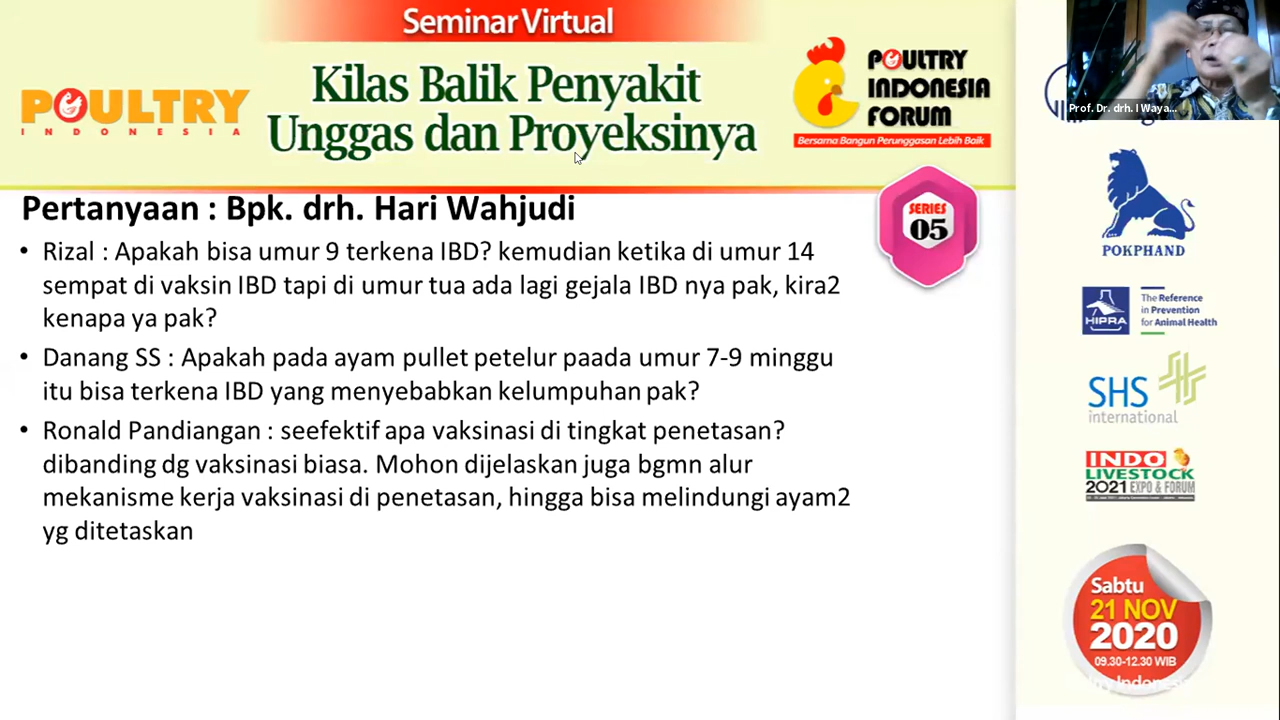 Seminar Virtual
POULTRY
INDONESIA
Kilas Balik Penyakit
Unggas dan Proyeksinya
POULTRY
INDONESIA
FORUM
Bersama Bangun Perunggasan Lebih Baik
Prof. Dr. drh. I Waya...
Pertanyaan : Bpk. drh. Hari Wahjudi
SERIES
05
• Rizal : Apakah bisa umur 9 terkena IBD? kemudian ketika di umur 14
sempat di vaksin IBD tapi di umur tua ada lagi gejala IBD nya pak, kira2
kenapa ya pak?
• Danang SS : Apakah pada ayam pullet petelur paada umur 7-9 minggu
itu bisa terkena IBD yang menyebabkan kelumpuhan pak?
• Ronald Pandiangan : seefektif apa vaksinasi di tingkat penetasan?
dibanding dg vaksinasi biasa. Mohon dijelaskan juga bgmn alur
mekanisme kerja vaksinasi di penetasan, hingga bisa melindungi ayam2
yg ditetaskan
POKPHAND
HIPRA
The Reference
in Prevention
for Animal Health
SHS
international
INDO
LIVESTOCK
2021 EXPO & FORUM
Sabtu
21 NOV
2020
09.30-12.30 WIB